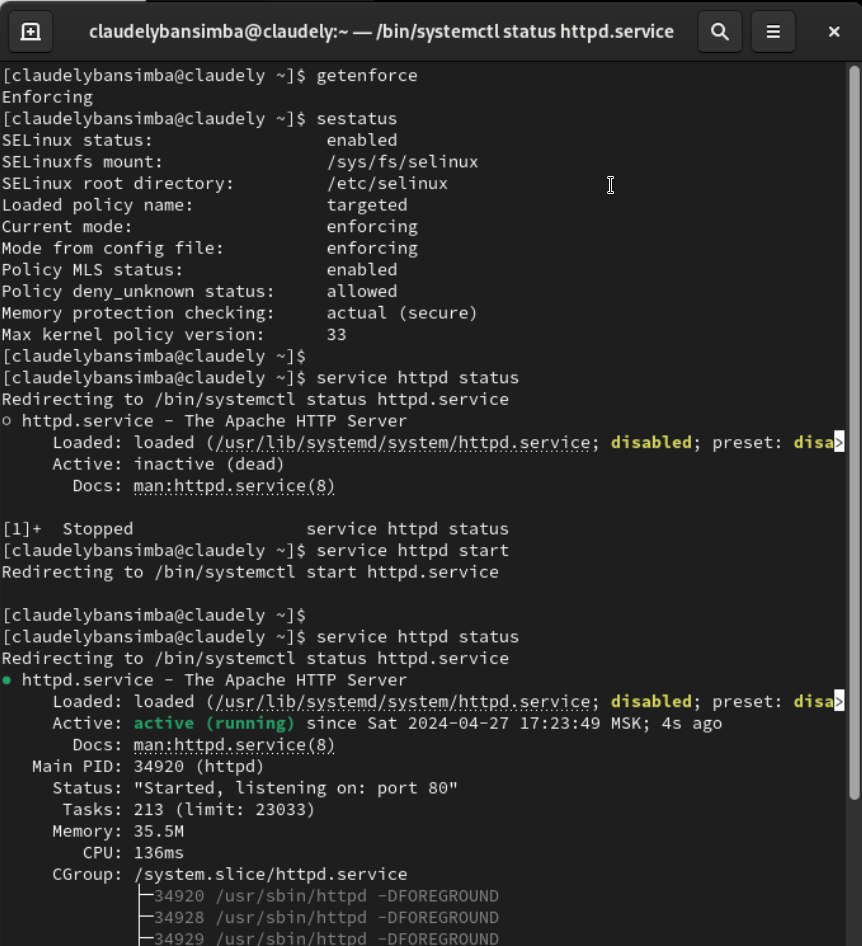 claudelybansimba@claudely:~ — /bin/systemctl status httpd.service
[claudelybansimba@claudely ~]$ getenforce
Enforcing
[claudelybansimba@claudely ~]$ sestatus
SELinux status:                 enabled
SELinuxfs mount:                /sys/fs/selinux
SELinux root directory:         /etc/selinux
Loaded policy name:             targeted
Current mode:                   enforcing
Mode from config file:          enforcing
Policy MLS status:              enabled
Policy deny_unknown status:     allowed
Memory protection checking:     actual (secure)
Max kernel policy version:      33
[claudelybansimba@claudely ~]$
[claudelybansimba@claudely ~]$ service httpd status
Redirecting to /bin/systemctl status httpd.service
○ httpd.service - The Apache HTTP Server
     Loaded: loaded (/usr/lib/systemd/system/httpd.service; disabled; preset: disa>
     Active: inactive (dead)
       Docs: man:httpd.service(8)
[1]+  Stopped                 service httpd status
[claudelybansimba@claudely ~]$ service httpd start
Redirecting to /bin/systemctl start httpd.service
[claudelybansimba@claudely ~]$
[claudelybansimba@claudely ~]$ service httpd status
Redirecting to /bin/systemctl status httpd.service
● httpd.service - The Apache HTTP Server
     Loaded: loaded (/usr/lib/systemd/system/httpd.service; disabled; preset: disa>
     Active: active (running) since Sat 2024-04-27 17:23:49 MSK; 4s ago
       Docs: man:httpd.service(8)
   Main PID: 34920 (httpd)
     Status: "Started, listening on: port 80"
      Tasks: 213 (limit: 23033)
     Memory: 35.5M
        CPU: 136ms
     CGroup: /system.slice/httpd.service
             ├─34920 /usr/sbin/httpd -DFOREGROUND
             ├─34928 /usr/sbin/httpd -DFOREGROUND
             ├─34929 /usr/sbin/httpd -DFOREGROUND